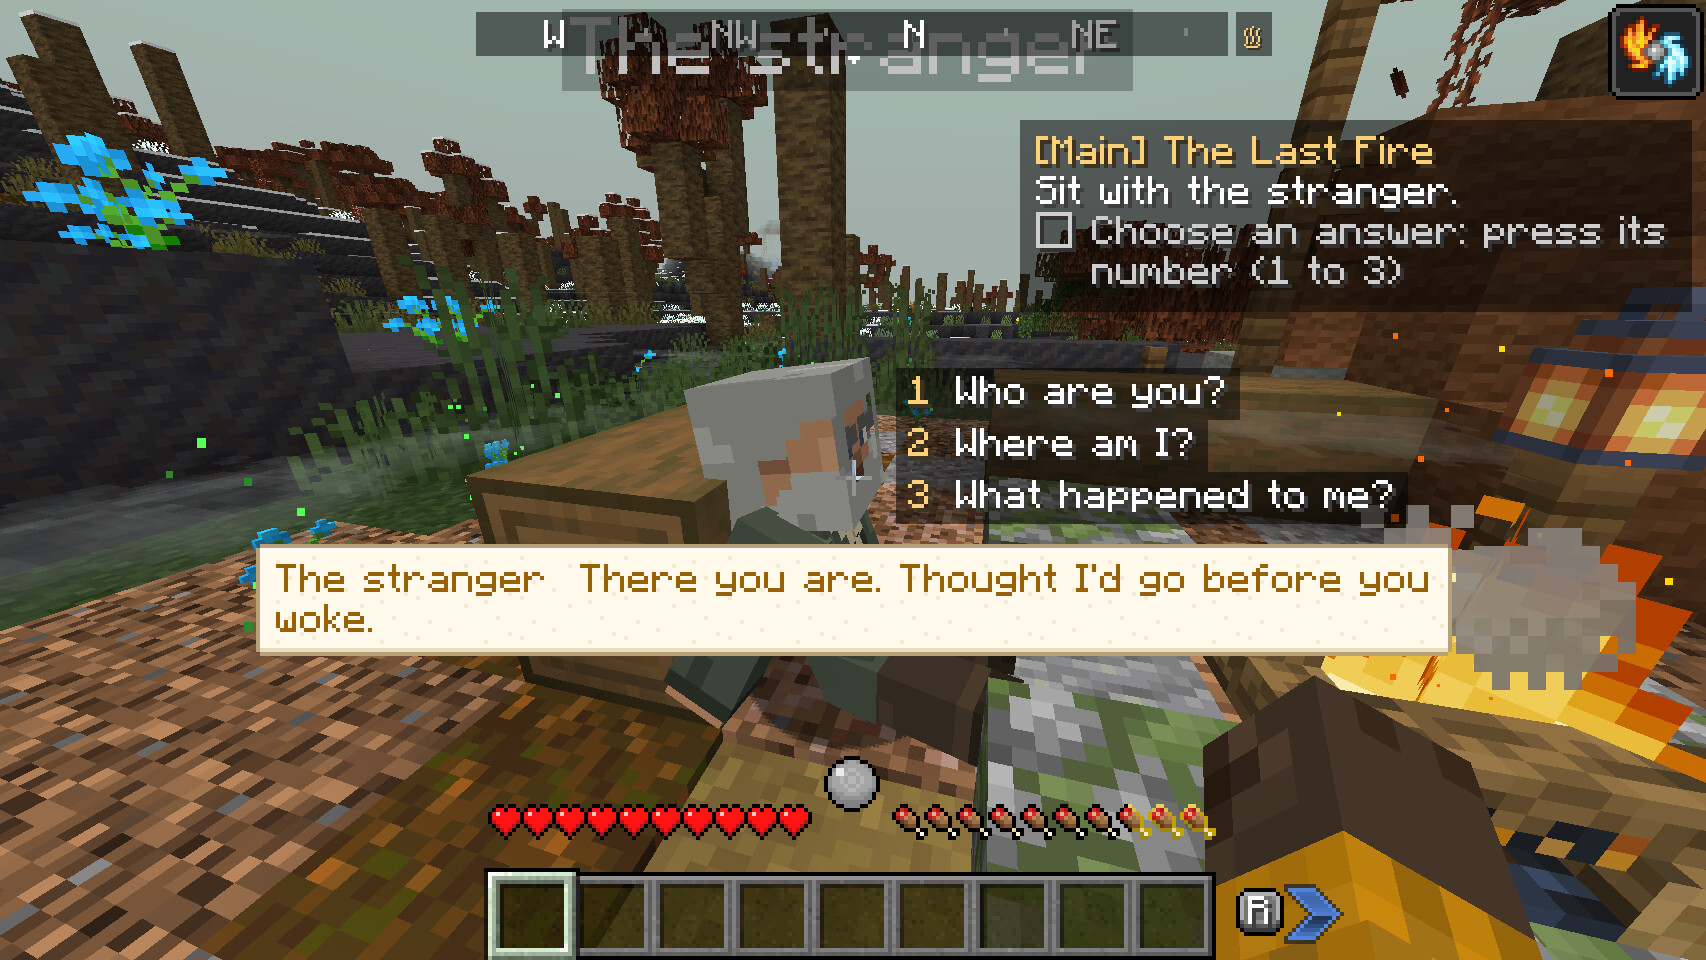 W NW N NE
The stranger
[Main] The Last Fire
Sit with the stranger.
Choose an answer: press its
number (1 to 3)
1 Who are you?
2 Where am I?
3 What happened to me?
The stranger There you are. Thought I'd go before you
woke.
R